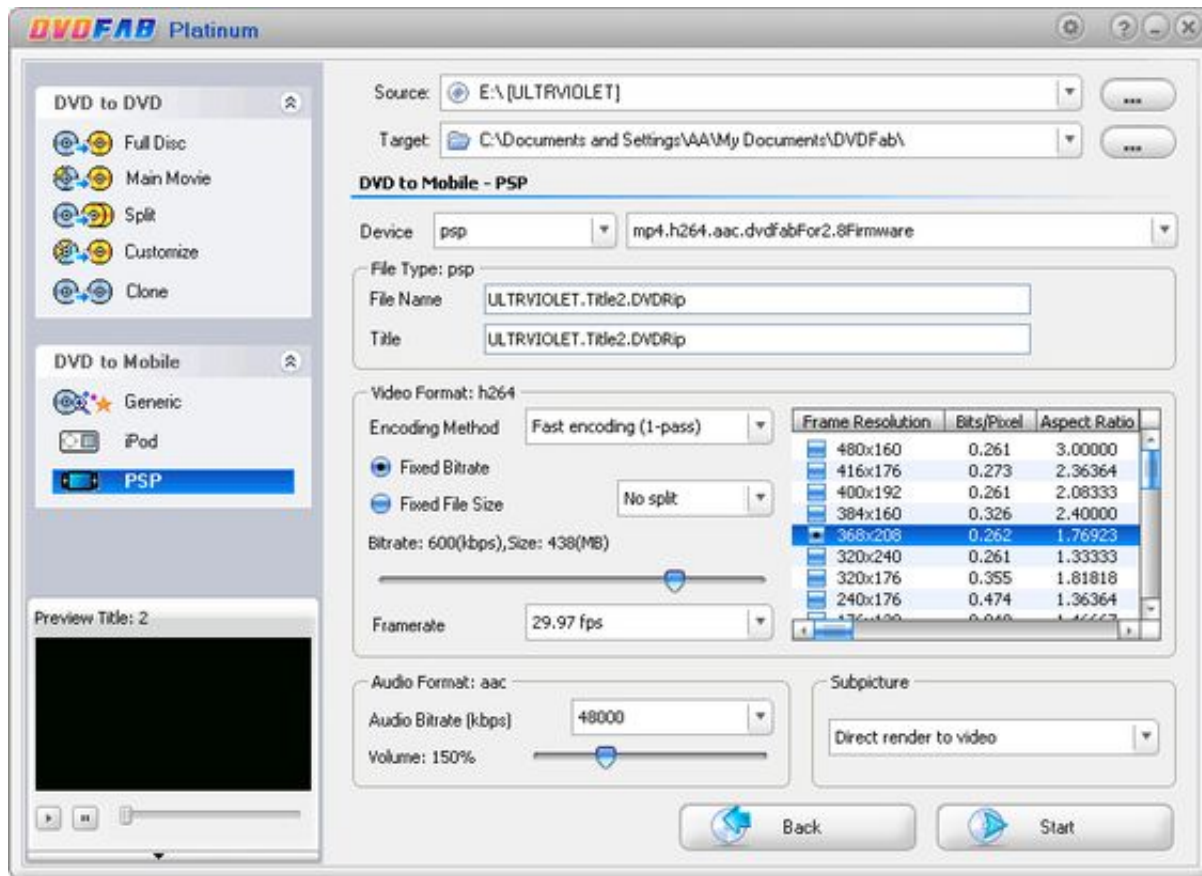 DVDFAB Platinum
Source: E:\ [ULTRVIOLET] ...
Target: C:\Documents and Settings\AA\My Documents\DVDFab\ ...
DVD to DVD
Full Disc
Main Movie
Split
Customize
Clone
DVD to Mobile
Generic
iPod
PSP
Preview Title: 2
DVD to Mobile - PSP
Device psp mp4.h264.aac.dvdfabFor2.8Firmware
File Type: psp
File Name ULTRVIOLET.Title2.DVDRip
Title ULTRVIOLET.Title2.DVDRip
Video Format: h264
Encoding Method Fast encoding (1-pass)
Fixed Bitrate
Fixed File Size No split
Bitrate: 600(kbps),Size: 438(MB)
Framerate 29.97 fps
Frame Resolution Bits/Pixel Aspect Ratio
480x160 0.261 3.00000
416x176 0.273 2.36364
400x192 0.261 2.08333
384x160 0.326 2.40000
368x208 0.262 1.76923
320x240 0.261 1.33333
320x176 0.355 1.81818
240x176 0.474 1.36364
Audio Format: aac
Audio Bitrate (kbps) 48000
Volume: 150%
Subpicture
Direct render to video
Back
Start